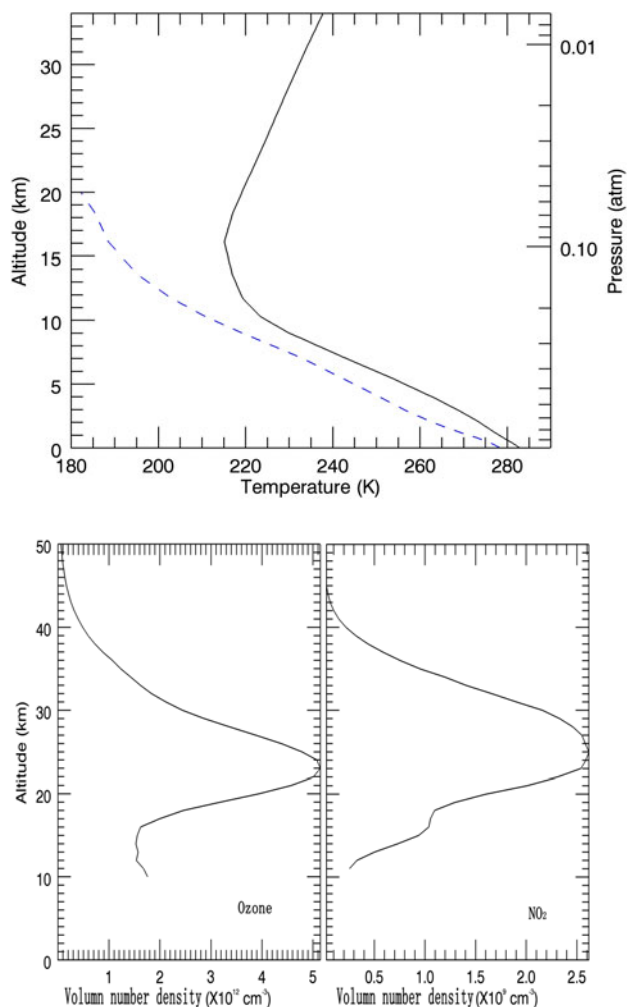 30
25
20
15
10
5
0
Altitude (km)
0.01
0.10
Pressure (atm)
180 200 220 240 260 280
Temperature (K)
50
40
30
20
10
0
Altitude (km)
Ozone
NO₂
1 2 3 4 5
0.5 1.0 1.5 2.0 2.5
Volumn number density(X10¹² cm⁻³)
Volumn number density(X10⁹ cm⁻³)